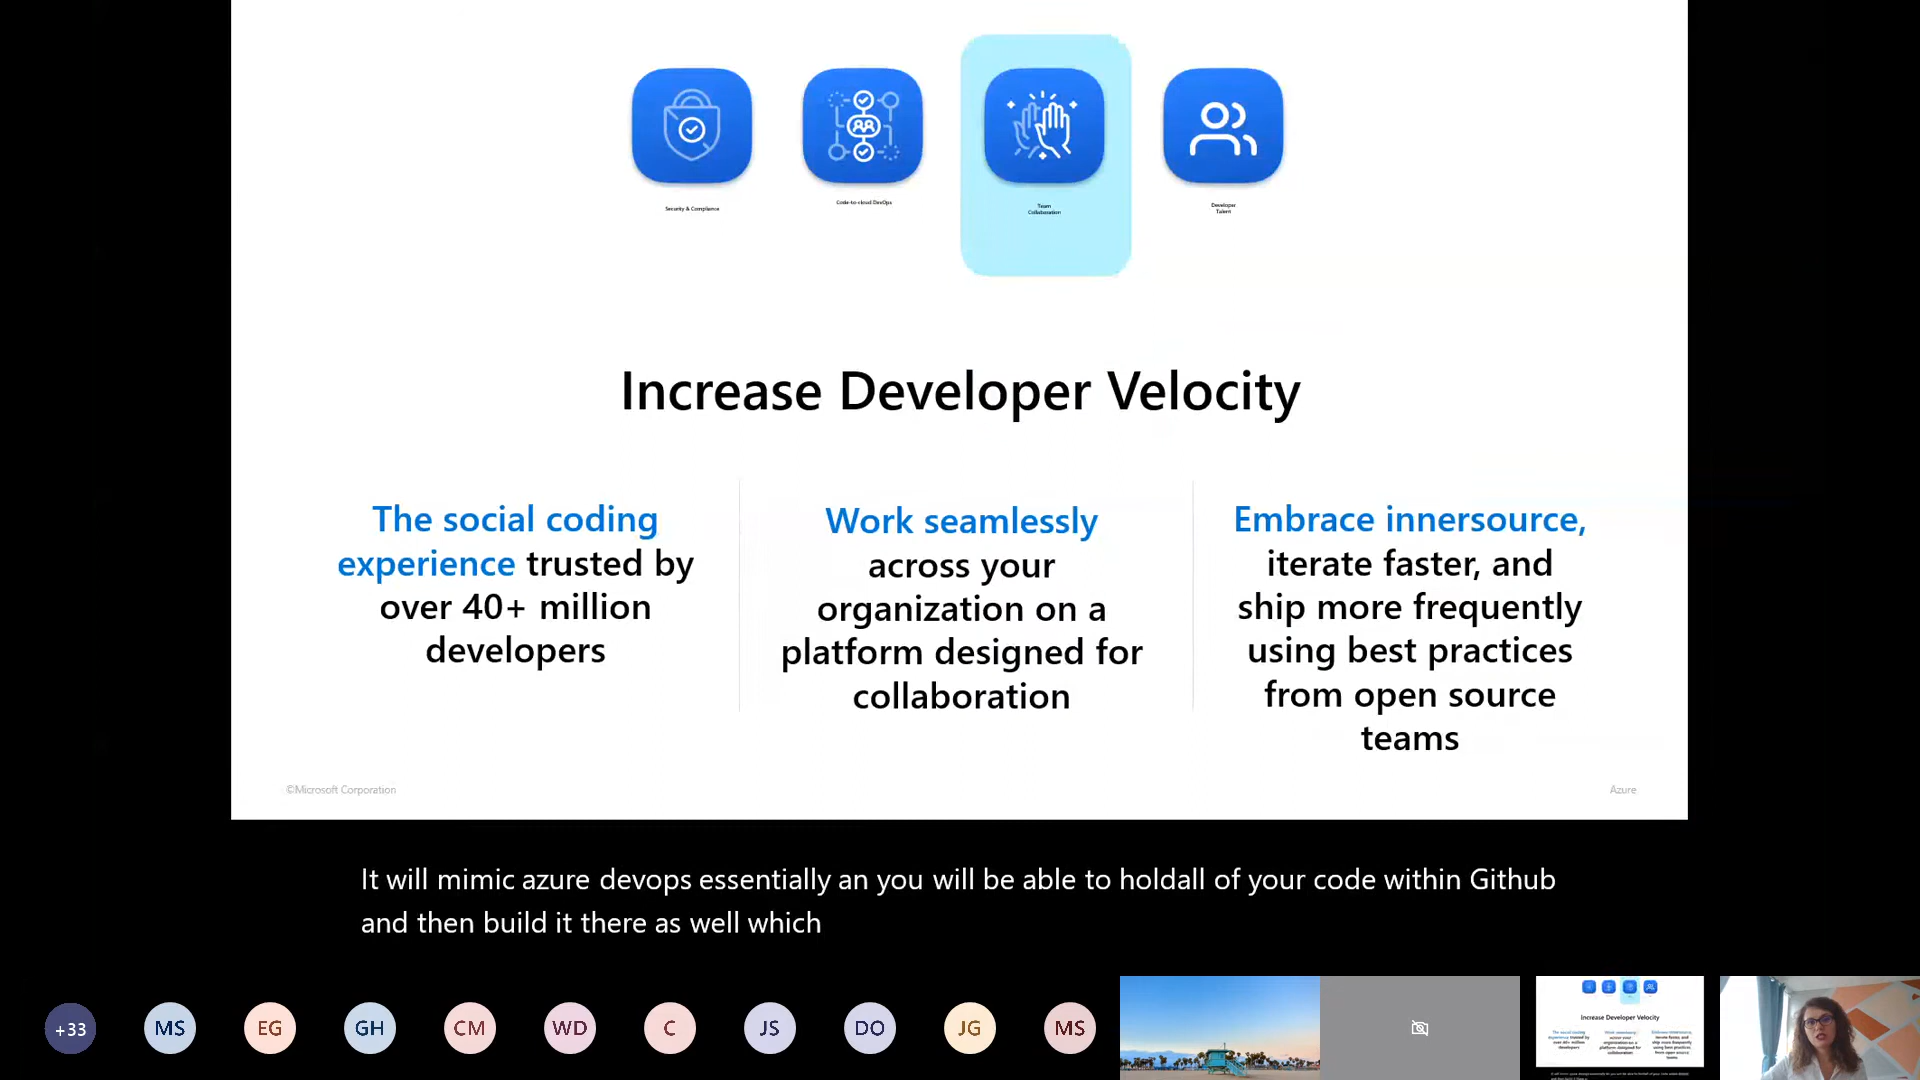 Security & Compliance
Code-to-cloud DevOps
Team
Collaboration
Developer
Talent
Increase Developer Velocity
The social coding
experience trusted by
over 40+ million
developers
Work seamlessly
across your
organization on a
platform designed for
collaboration
Embrace innersource,
iterate faster, and
ship more frequently
using best practices
from open source
teams
©Microsoft Corporation
Azure
It will mimic azure devops essentially an you will be able to holdall of your code within Github
and then build it there as well which
+33
MS
EG
GH
CM
WD
C
JS
DO
JG
MS
Increase Developer Velocity